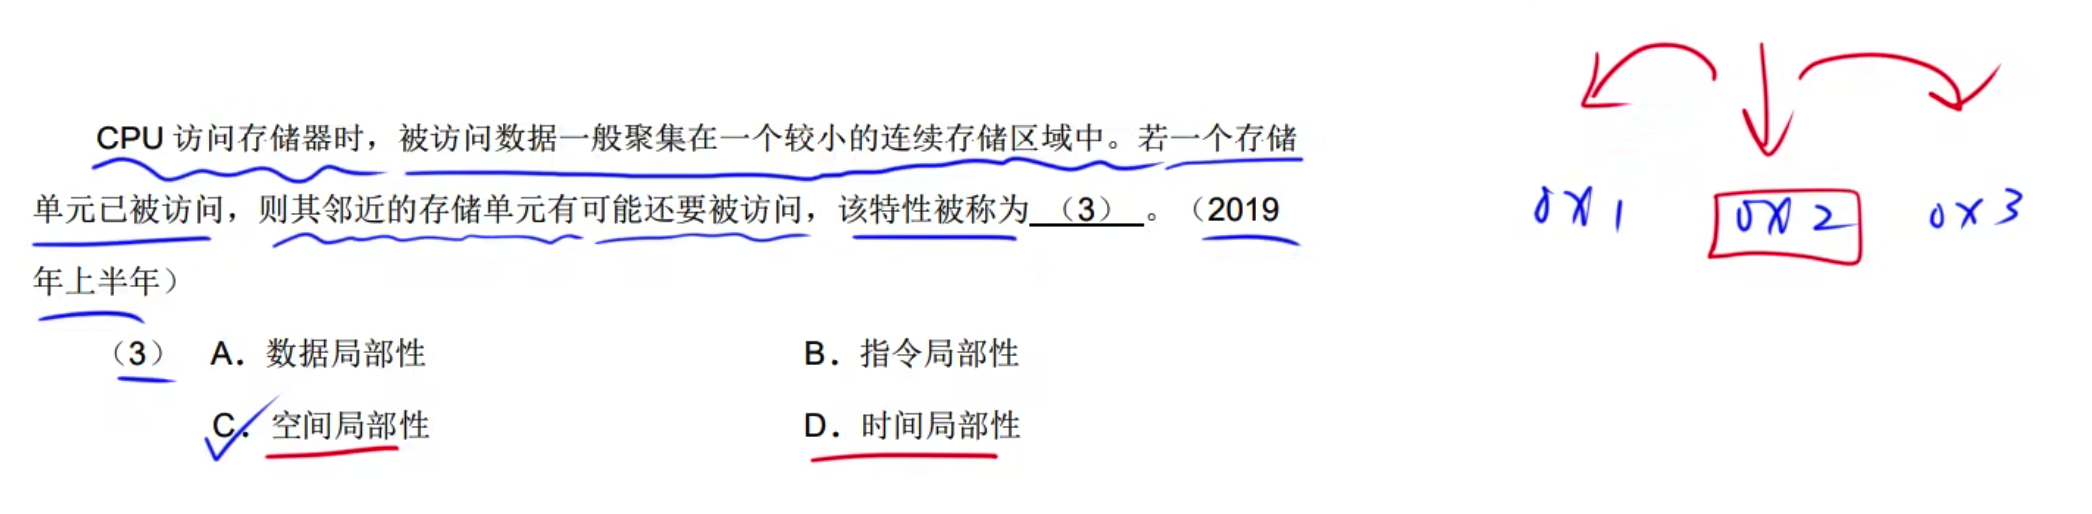 CPU 访问存储器时，被访问数据一般聚集在一个较小的连续存储区域中。若一个存储
单元已被访问，则其邻近的存储单元有可能还要被访问，该特性被称为 （3） 。（2019
年上半年）
（3） A. 数据局部性 B. 指令局部性
C. 空间局部性 D. 时间局部性
0x1 0x2 0x3